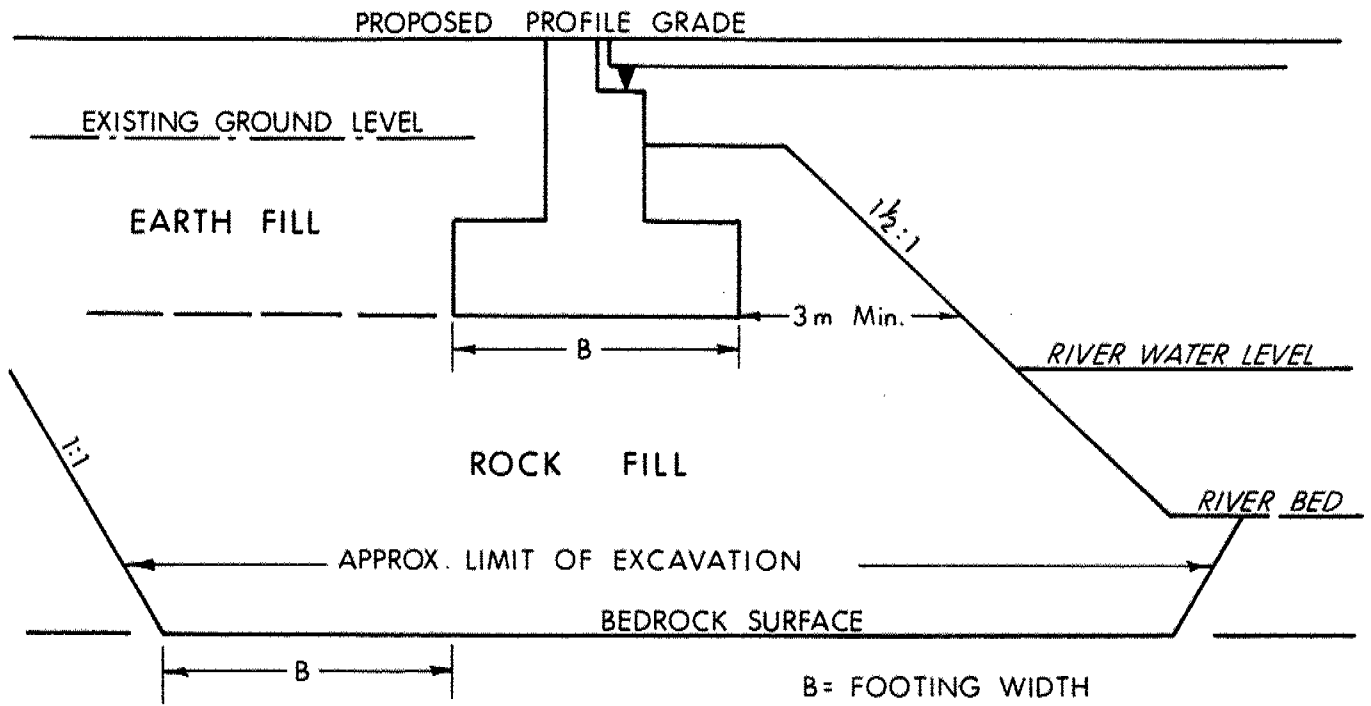 PROPOSED PROFILE GRADE
EXISTING GROUND LEVEL
EARTH FILL
1½:1
3m Min.
B
RIVER WATER LEVEL
1:1
ROCK FILL
RIVER BED
APPROX. LIMIT OF EXCAVATION
BEDROCK SURFACE
B
B= FOOTING WIDTH